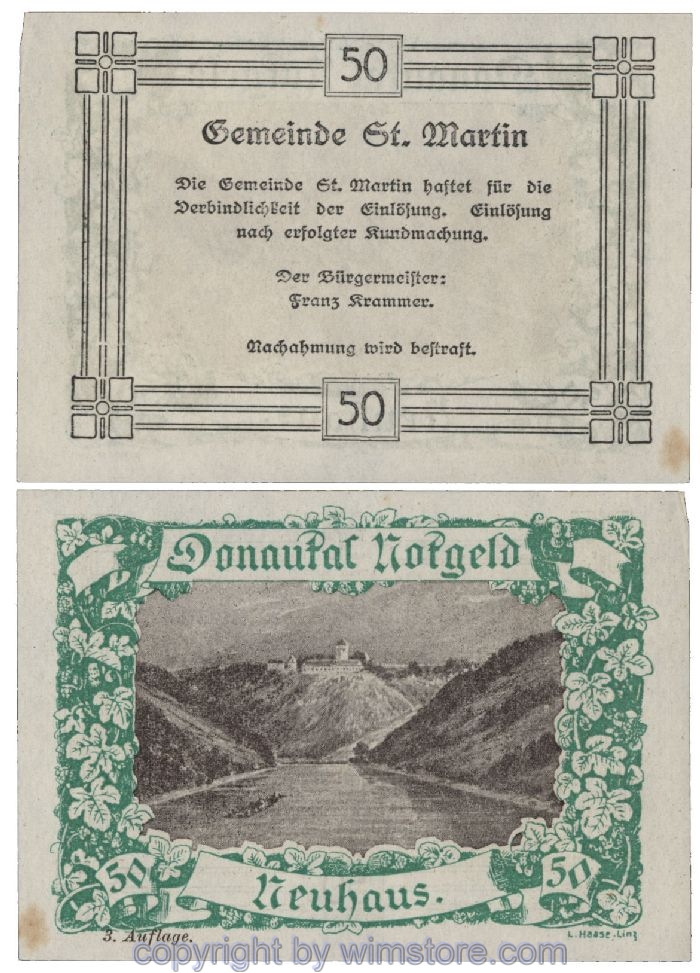 50
Gemeinde St. Martin
Die Gemeinde St. Martin haftet für die
Verbindlichkeit der Einlösung. Einlösung
nach erfolgter Kundmachung.
Der Bürgermeister:
Franz Krammer.
Nachahmung wird bestraft.
50
Donautal Notgeld
50
Neuhaus.
50
3. Auflage.
L. Haase-Linz
copyright by wimstore.com